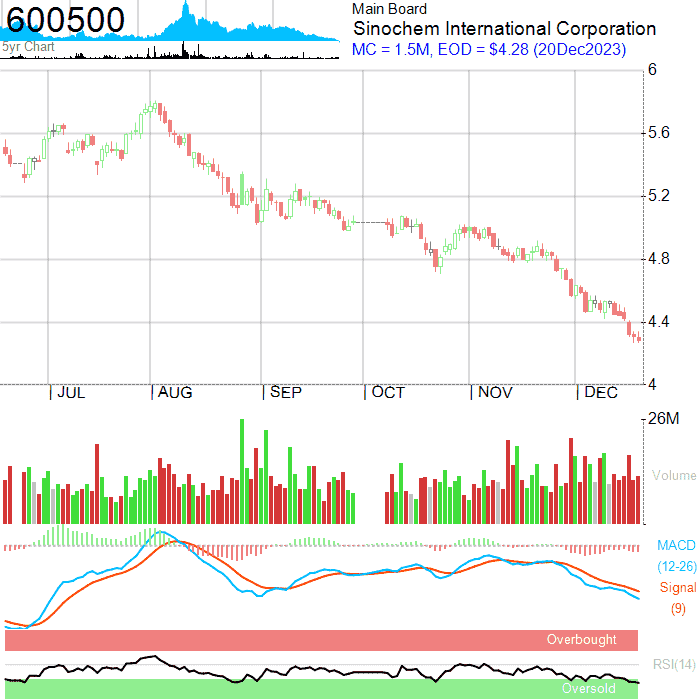 600500
5yr Chart
Main Board
Sinochem International Corporation
MC = 1.5M, EOD = $4.28 (20Dec2023)
6
5.6
5.2
4.8
4.4
4
JUL
AUG
SEP
OCT
NOV
DEC
26M
Volume
MACD
(12-26)
Signal
(9)
Overbought
RSI(14)
Oversold